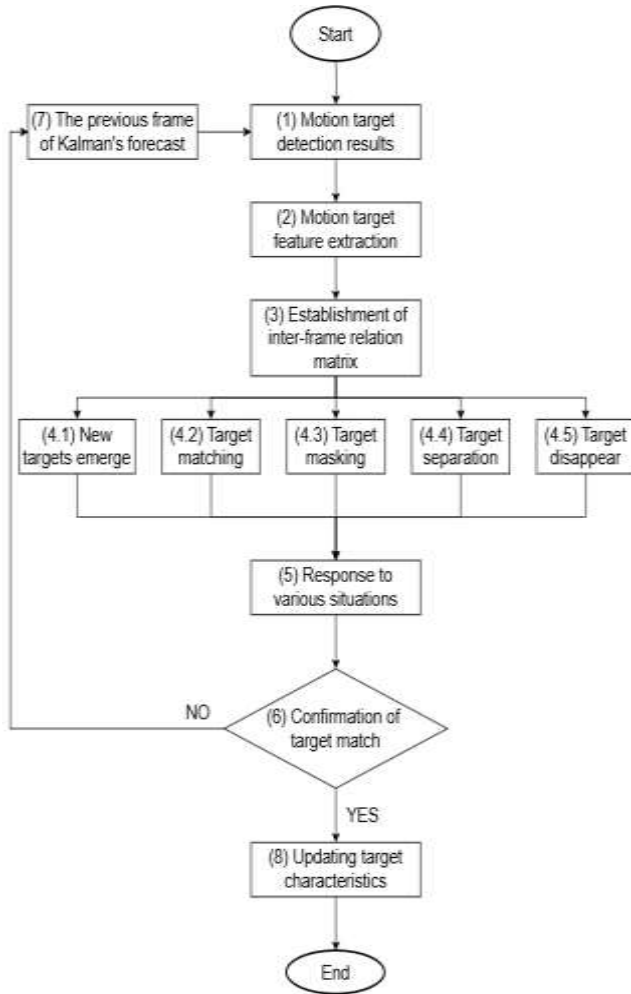 Start
(7) The previous frame
of Kalman's forecast
(1) Motion target
detection results
(2) Motion target
feature extraction
(3) Establishment of
inter-frame relation
matrix
(4.1) New
targets emerge
(4.2) Target
matching
(4.3) Target
masking
(4.4) Target
separation
(4.5) Target
disappear
(5) Response to
various situations
NO
(6) Confirmation of
target match
YES
(8) Updating target
characteristics
End